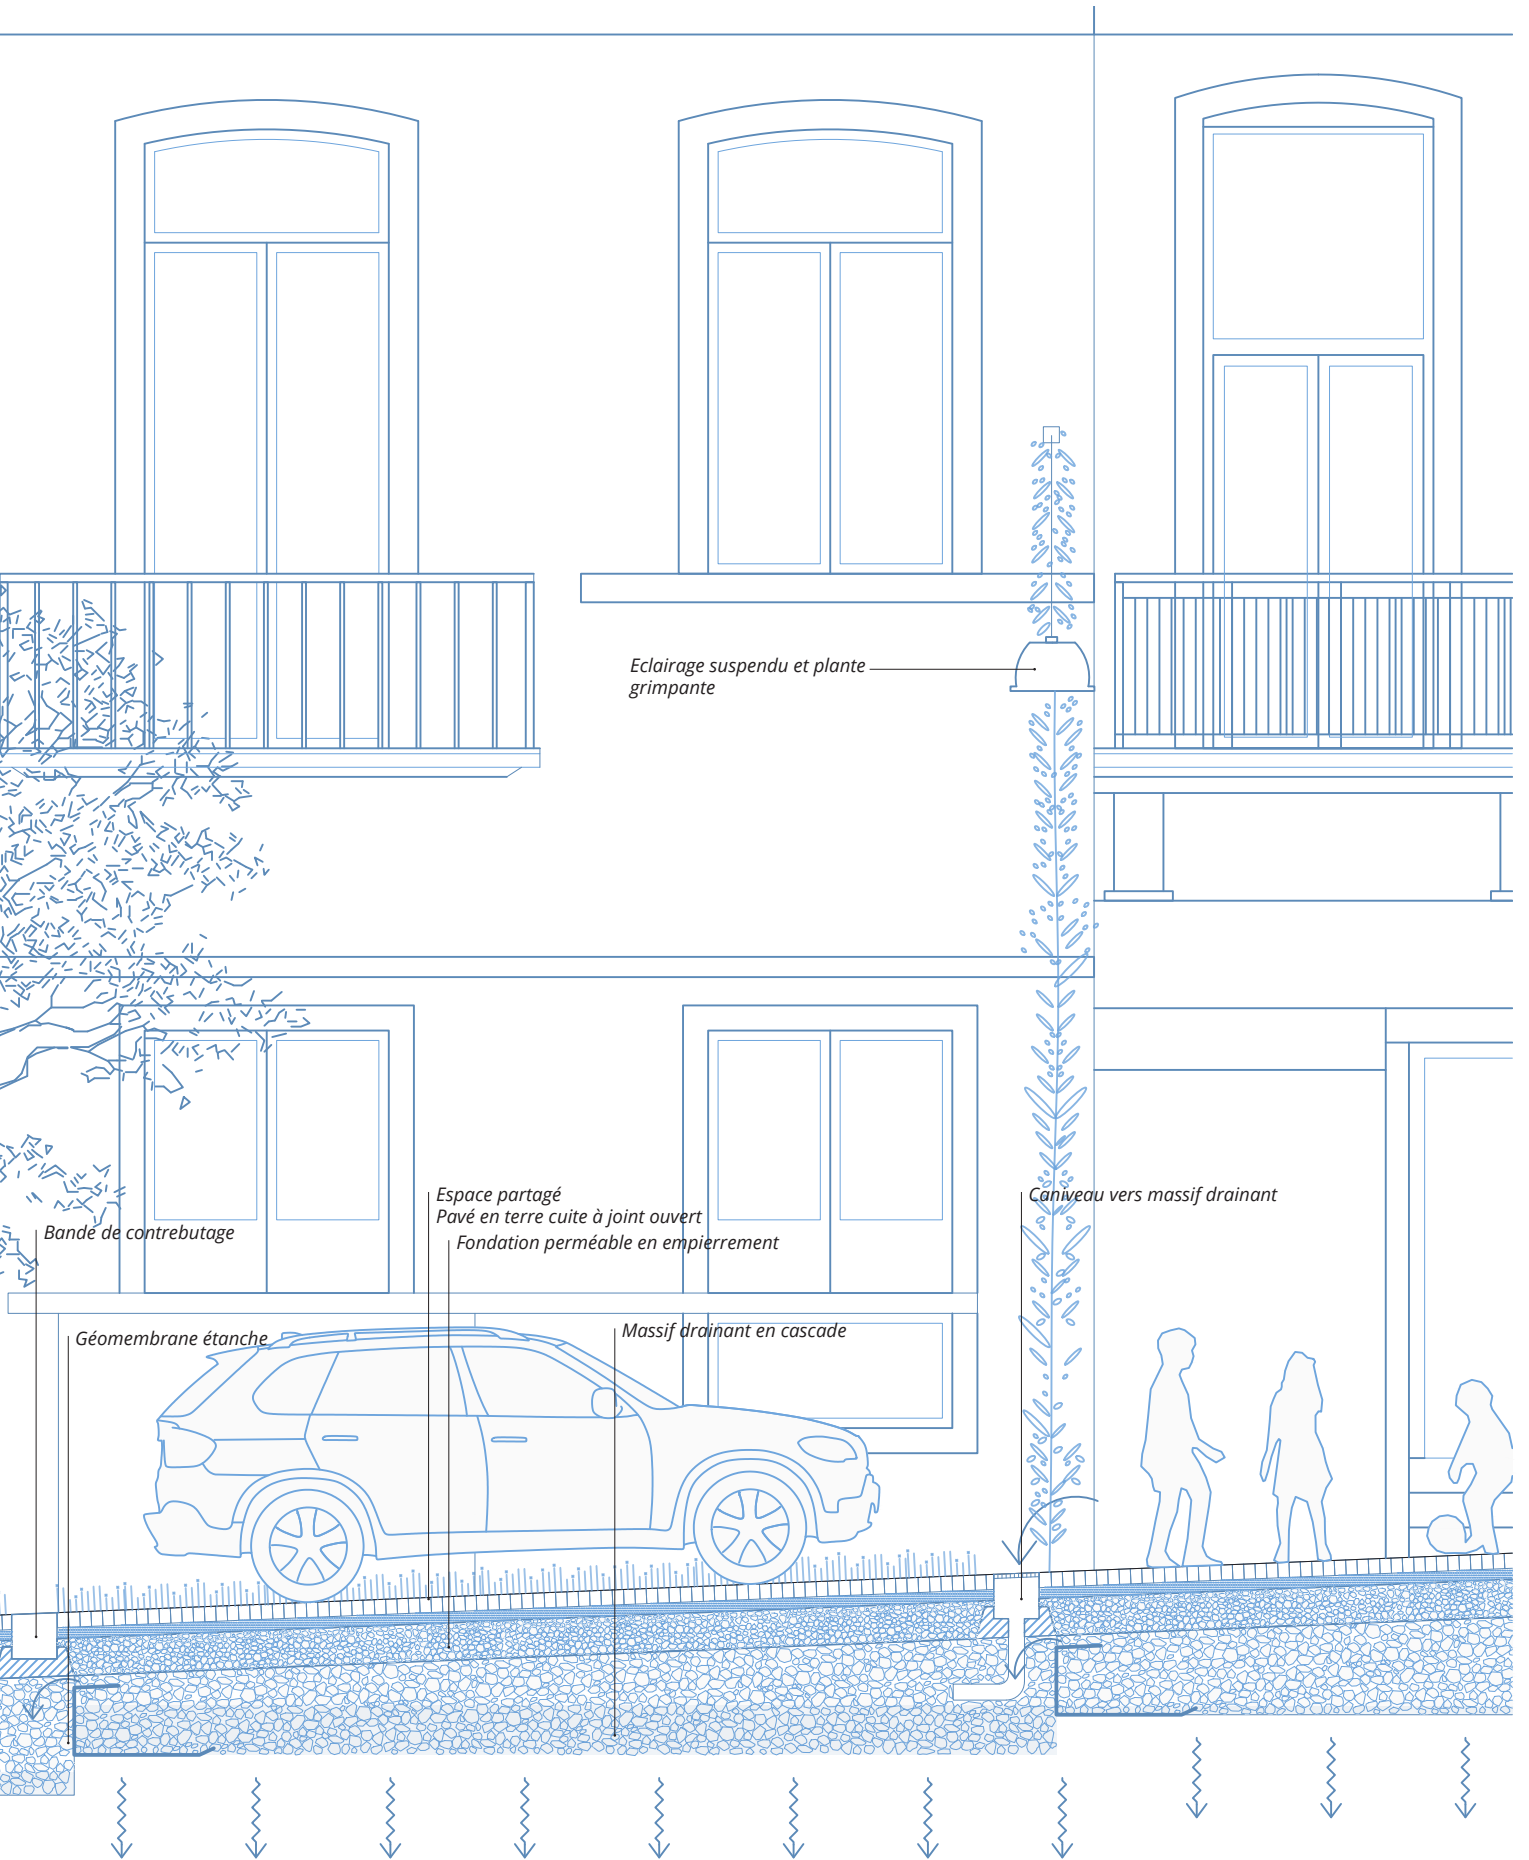 Eclairage suspendu et plante
grimpante
Espace partagé
Pavé en terre cuite à joint ouvert
Caniveau vers massif drainant
Bande de contrebutage
Fondation perméable en empierrement
Géomembrane étanche
Massif drainant en cascade